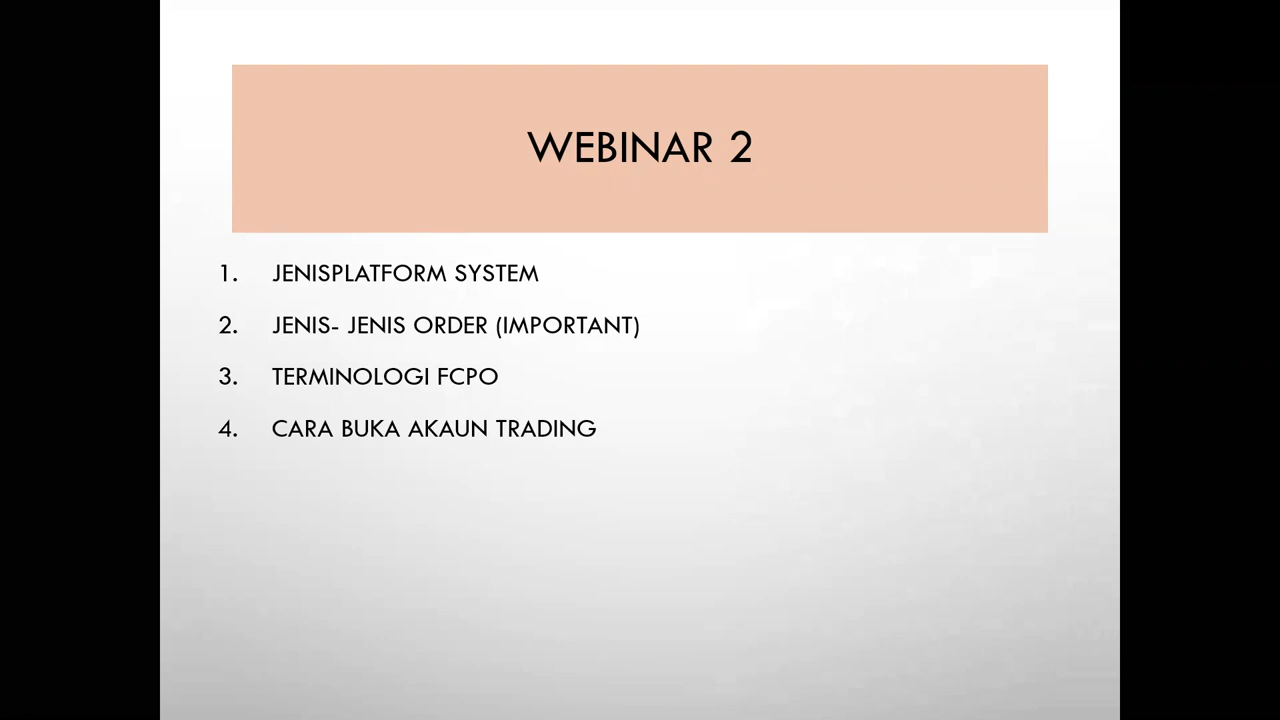 WEBINAR 2
1. JENISPLATFORM SYSTEM
2. JENIS- JENIS ORDER (IMPORTANT)
3. TERMINOLOGI FCPO
4. CARA BUKA AKAUN TRADING